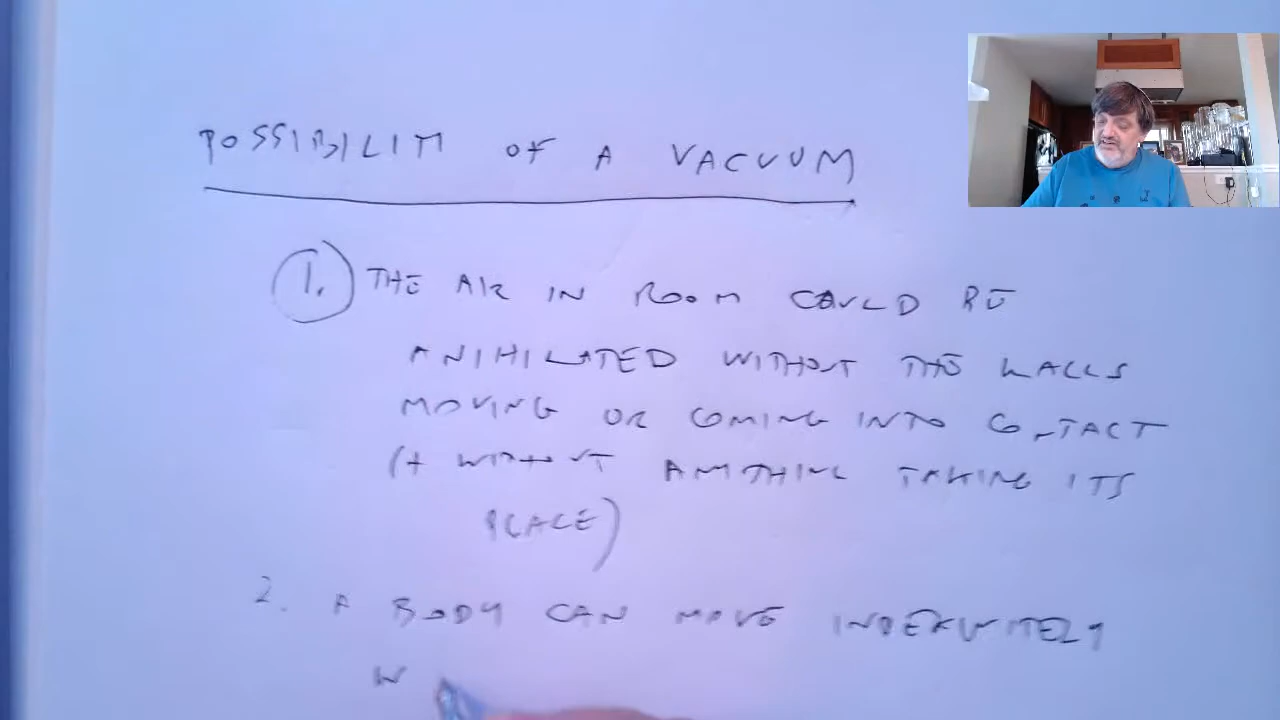 POSSIBILITY OF A VACUUM
1. THE AIR IN ROOM COULD BE
ANIHILATED WITHOUT THE WALLS
MOVING OR COMING INTO CONTACT
(+ WITHOUT ANYTHING TAKING ITS
PLACE)
2. A BODY CAN MOVE INDEFINITELY
W